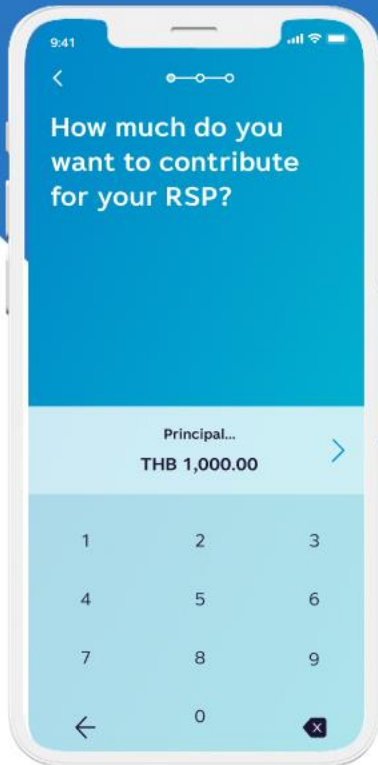 9:41
How much do you
want to contribute
for your RSP?
Principal...
THB 1,000.00
1 2 3
4 5 6
7 8 9
0